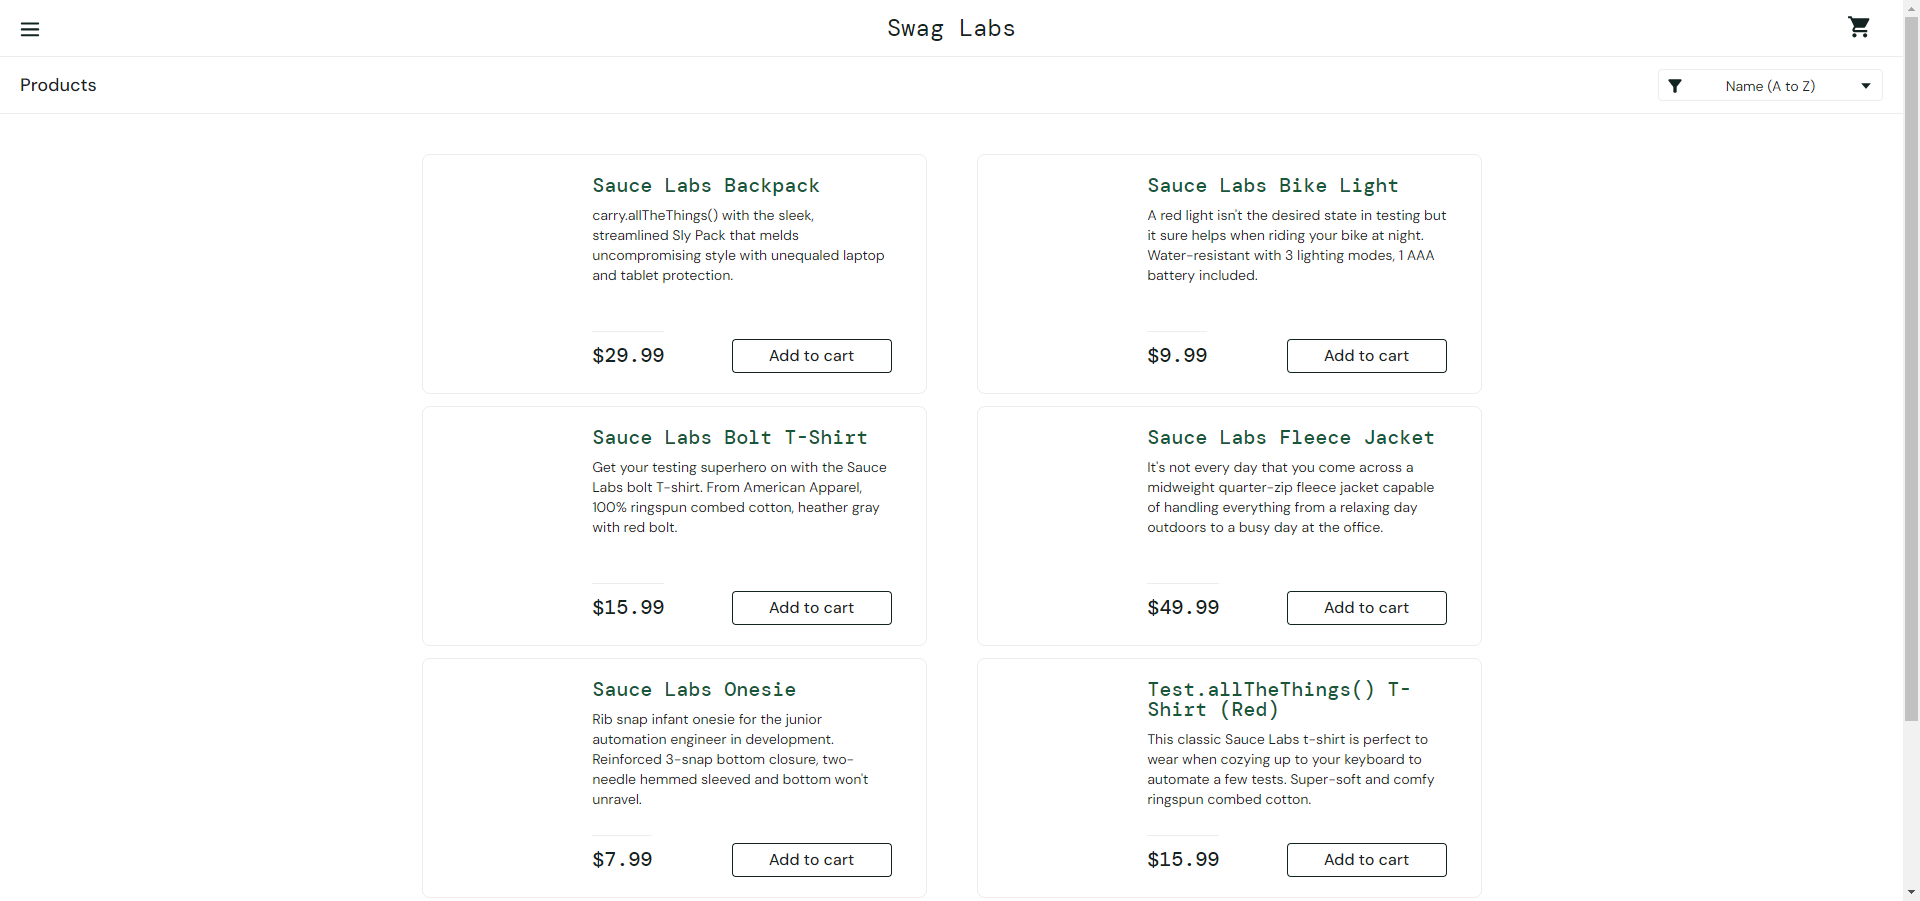 Swag Labs
Products
Name (A to Z)
Sauce Labs Backpack
carry.allTheThings() with the sleek,
streamlined Sly Pack that melds
uncompromising style with unequaled laptop
and tablet protection.
$29.99
Add to cart
Sauce Labs Bike Light
A red light isn't the desired state in testing but
it sure helps when riding your bike at night.
Water-resistant with 3 lighting modes, 1 AAA
battery included.
$9.99
Add to cart
Sauce Labs Bolt T-Shirt
Get your testing superhero on with the Sauce
Labs bolt T-shirt. From American Apparel,
100% ringspun combed cotton, heather gray
with red bolt.
$15.99
Add to cart
Sauce Labs Fleece Jacket
It's not every day that you come across a
midweight quarter-zip fleece jacket capable
of handling everything from a relaxing day
outdoors to a busy day at the office.
$49.99
Add to cart
Sauce Labs Onesie
Rib snap infant onesie for the junior
automation engineer in development.
Reinforced 3-snap bottom closure, two-
needle hemmed sleeved and bottom won't
unravel.
$7.99
Add to cart
Test.allTheThings() T-
Shirt (Red)
This classic Sauce Labs t-shirt is perfect to
wear when cozying up to your keyboard to
automate a few tests. Super-soft and comfy
ringspun combed cotton.
$15.99
Add to cart